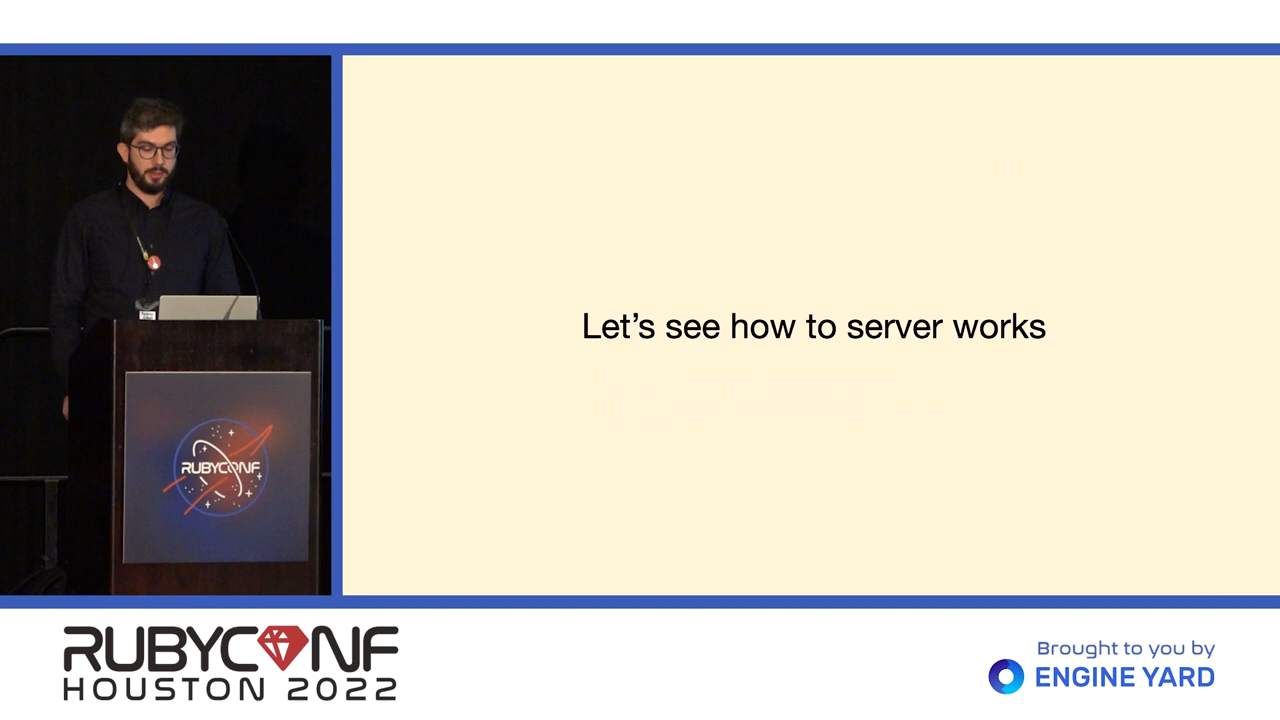 Let's see how to server works
RUBYCONF
RUBYCONF
HOUSTON 2022
Brought to you by
ENGINE YARD